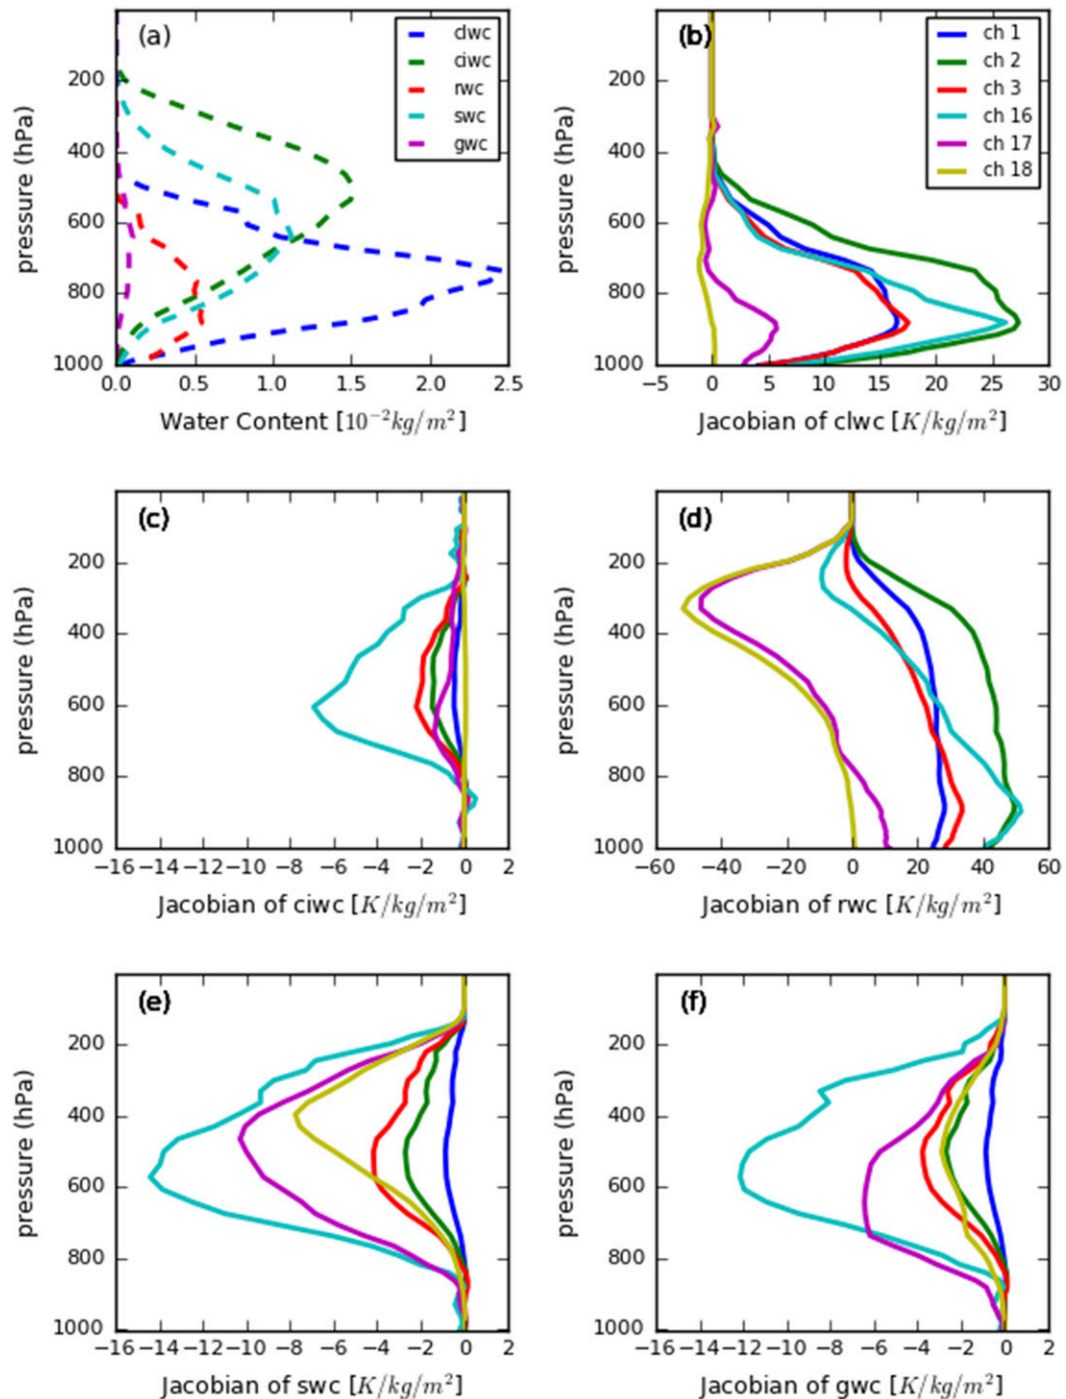 (a)
clwc
ciwc
rwc
swc
gwc
200
400
600
800
1000
pressure (hPa)
0.0 0.5 1.0 1.5 2.0 2.5
Water Content [10⁻²kg/m²]
(b)
ch 1
ch 2
ch 3
ch 16
ch 17
ch 18
200
400
600
800
1000
pressure (hPa)
−5 0 5 10 15 20 25 30
Jacobian of clwc [K/kg/m²]
(c)
200
400
600
800
1000
pressure (hPa)
−16 −14 −12 −10 −8 −6 −4 −2 0 2
Jacobian of ciwc [K/kg/m²]
(d)
200
400
600
800
1000
pressure (hPa)
−60 −40 −20 0 20 40 60
Jacobian of rwc [K/kg/m²]
(e)
200
400
600
800
1000
pressure (hPa)
−16 −14 −12 −10 −8 −6 −4 −2 0 2
Jacobian of swc [K/kg/m²]
(f)
200
400
600
800
1000
pressure (hPa)
−16 −14 −12 −10 −8 −6 −4 −2 0 2
Jacobian of gwc [K/kg/m²]